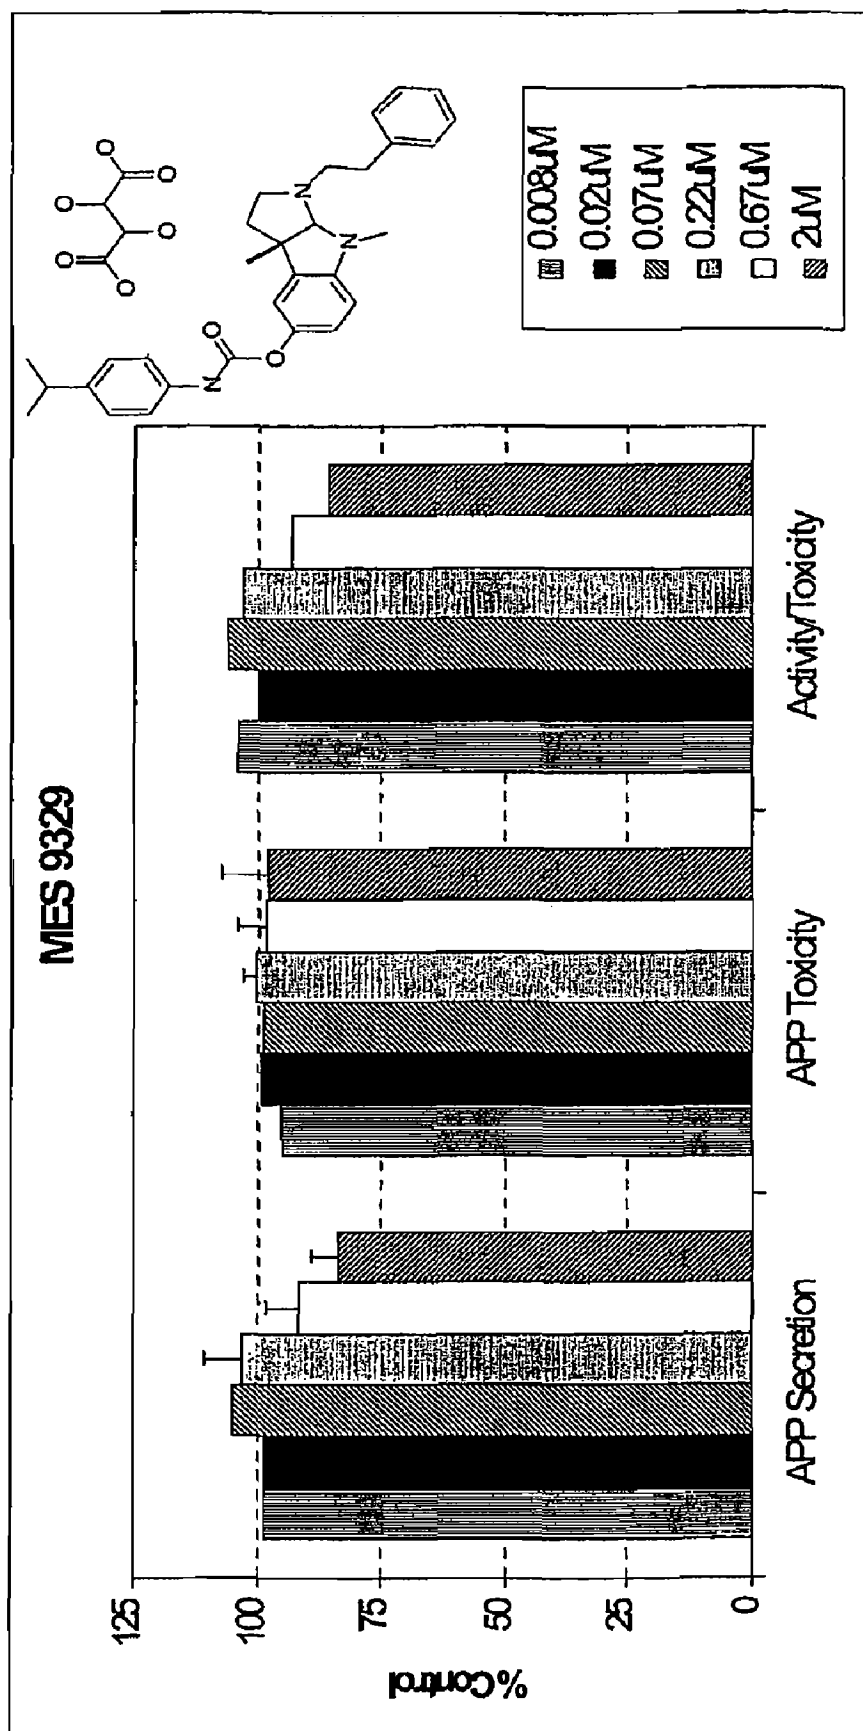 MES 9329
%Control
125
100
75
50
25
0
APP Secretion
APP Toxicity
Activity/Toxicity
0.008uM
0.02uM
0.07uM
0.22uM
0.67uM
2uM
O
O
O
O
O
O
N
O
O
N
N